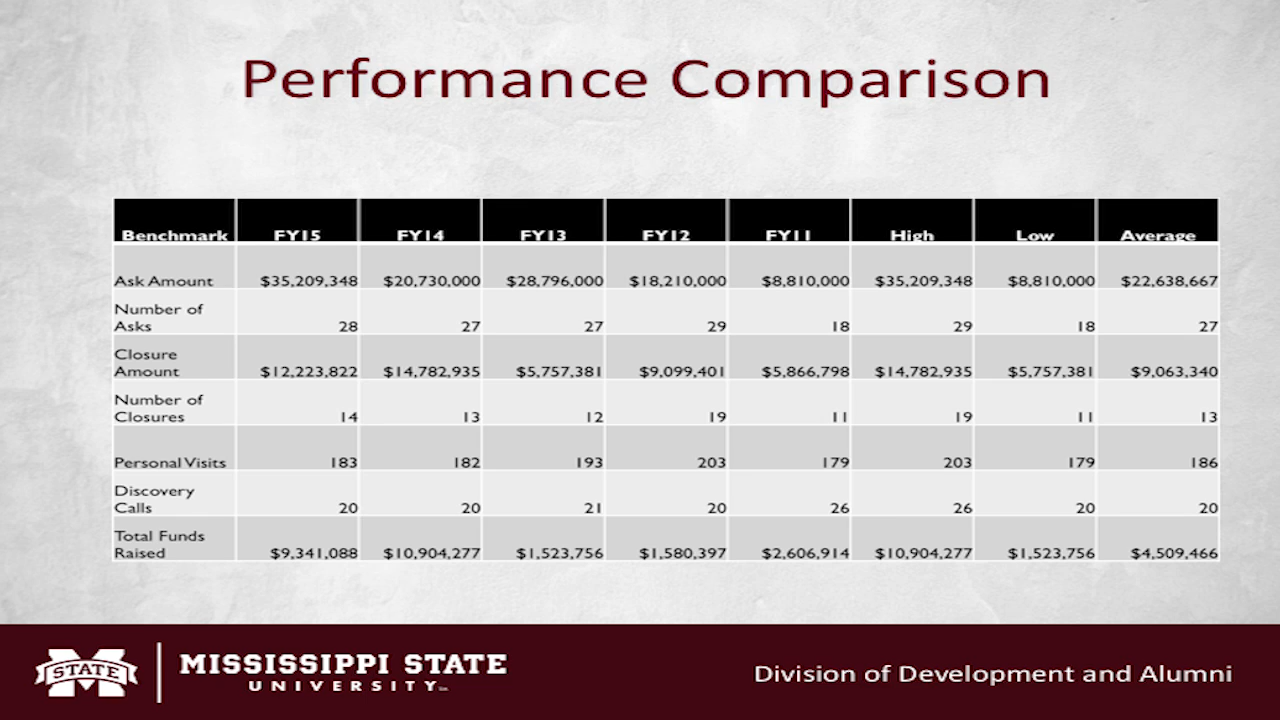 Performance Comparison
Benchmark FY15 FY14 FY13 FY12 FY11 High Low Average
Ask Amount $35,209,348 $20,730,000 $28,796,000 $18,210,000 $8,810,000 $35,209,348 $8,810,000 $22,638,667
Number of
Asks 28 27 27 29 18 29 18 27
Closure
Amount $12,223,822 $14,782,935 $5,757,381 $9,099,401 $5,866,798 $14,782,935 $5,757,381 $9,063,340
Number of
Closures 14 13 12 19 11 19 11 13
Personal Visits 183 182 193 203 179 203 179 186
Discovery
Calls 20 20 21 20 26 26 20 20
Total Funds
Raised $9,341,088 $10,904,277 $1,523,756 $1,580,397 $2,606,914 $10,904,277 $1,523,756 $4,509,466
STATE
MISSISSIPPI STATE
UNIVERSITY
Division of Development and Alumni